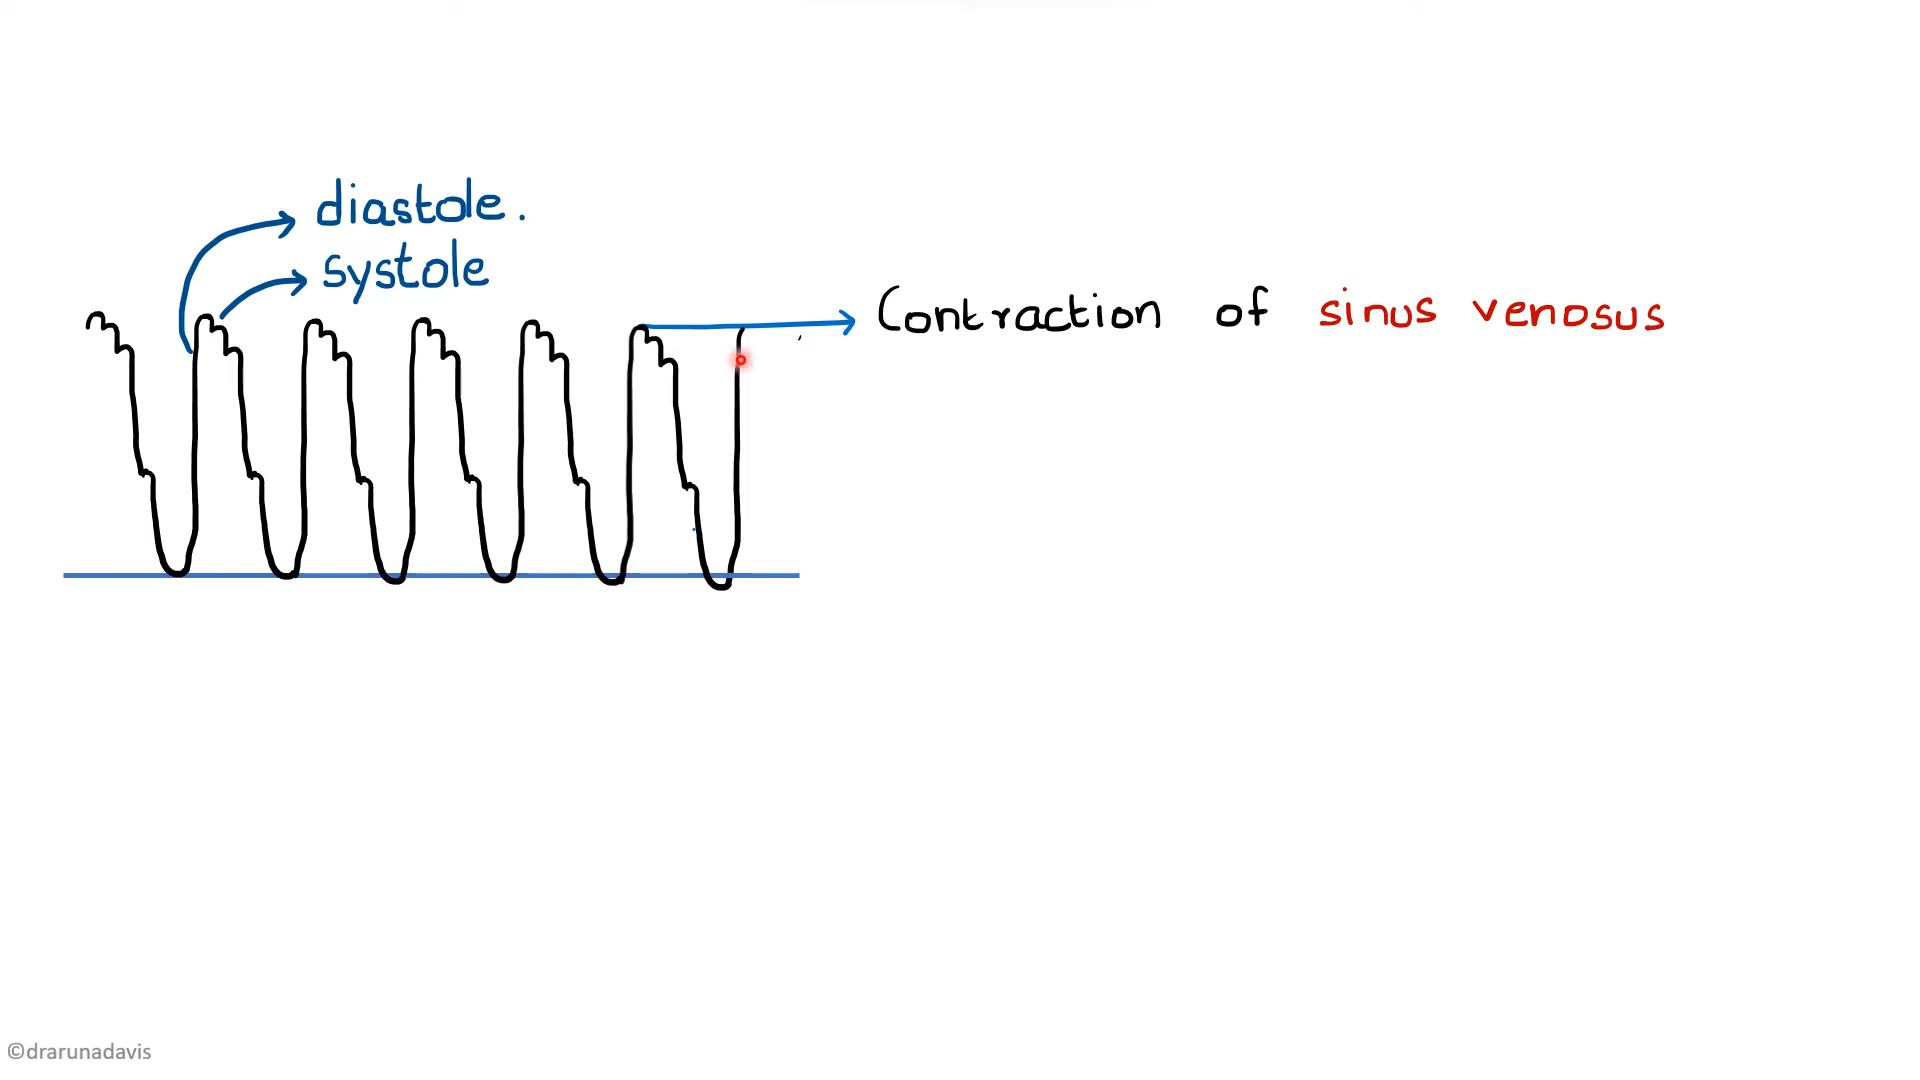 diastole.
systole
Contraction of sinus venosus
©drarunadavis